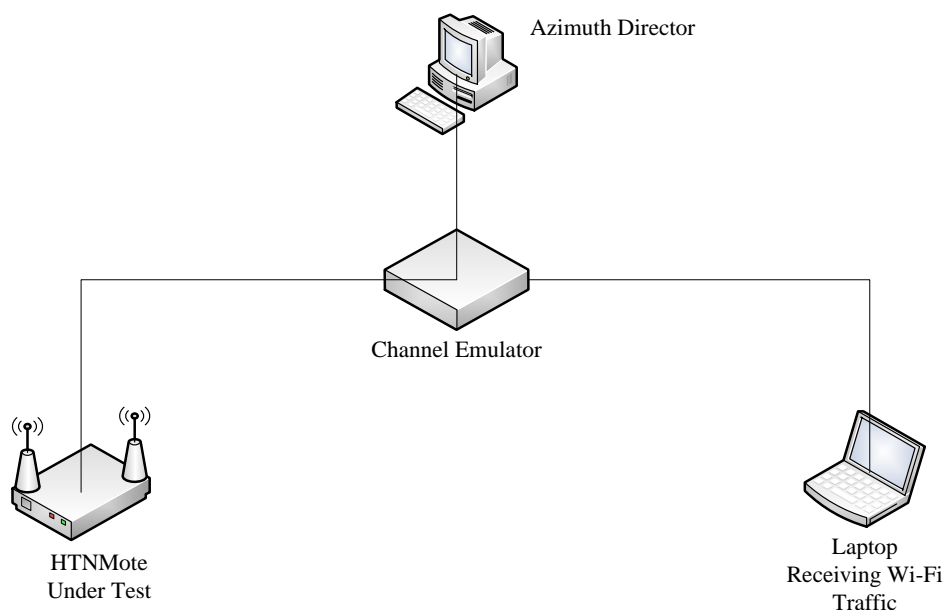 Azimuth Director
Channel Emulator
HTNMote
Under Test
Laptop
Receiving Wi-Fi
Traffic